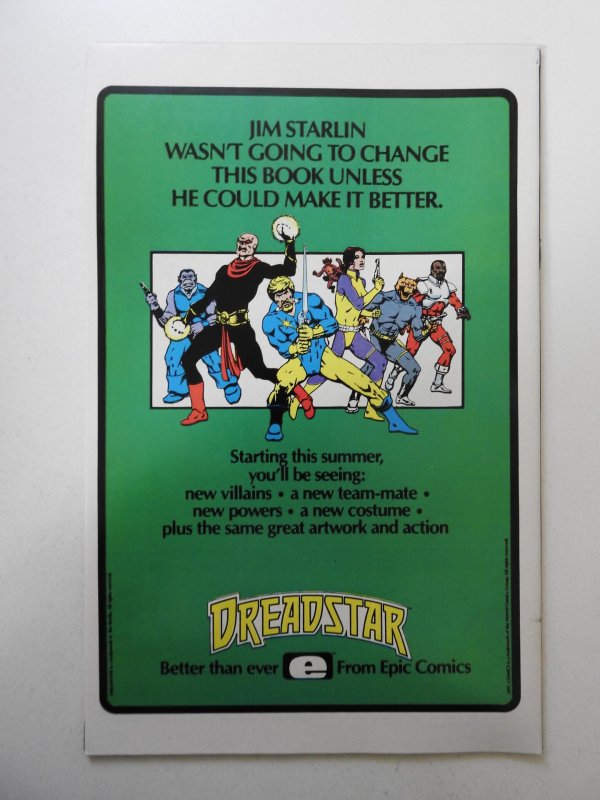 JIM STARLIN
WASN'T GOING TO CHANGE
THIS BOOK UNLESS
HE COULD MAKE IT BETTER.
Starting this summer,
you'll be seeing:
new villains • a new team-mate •
new powers • a new costume •
plus the same great artwork and action
DREADSTAR
Better than ever e From Epic Comics